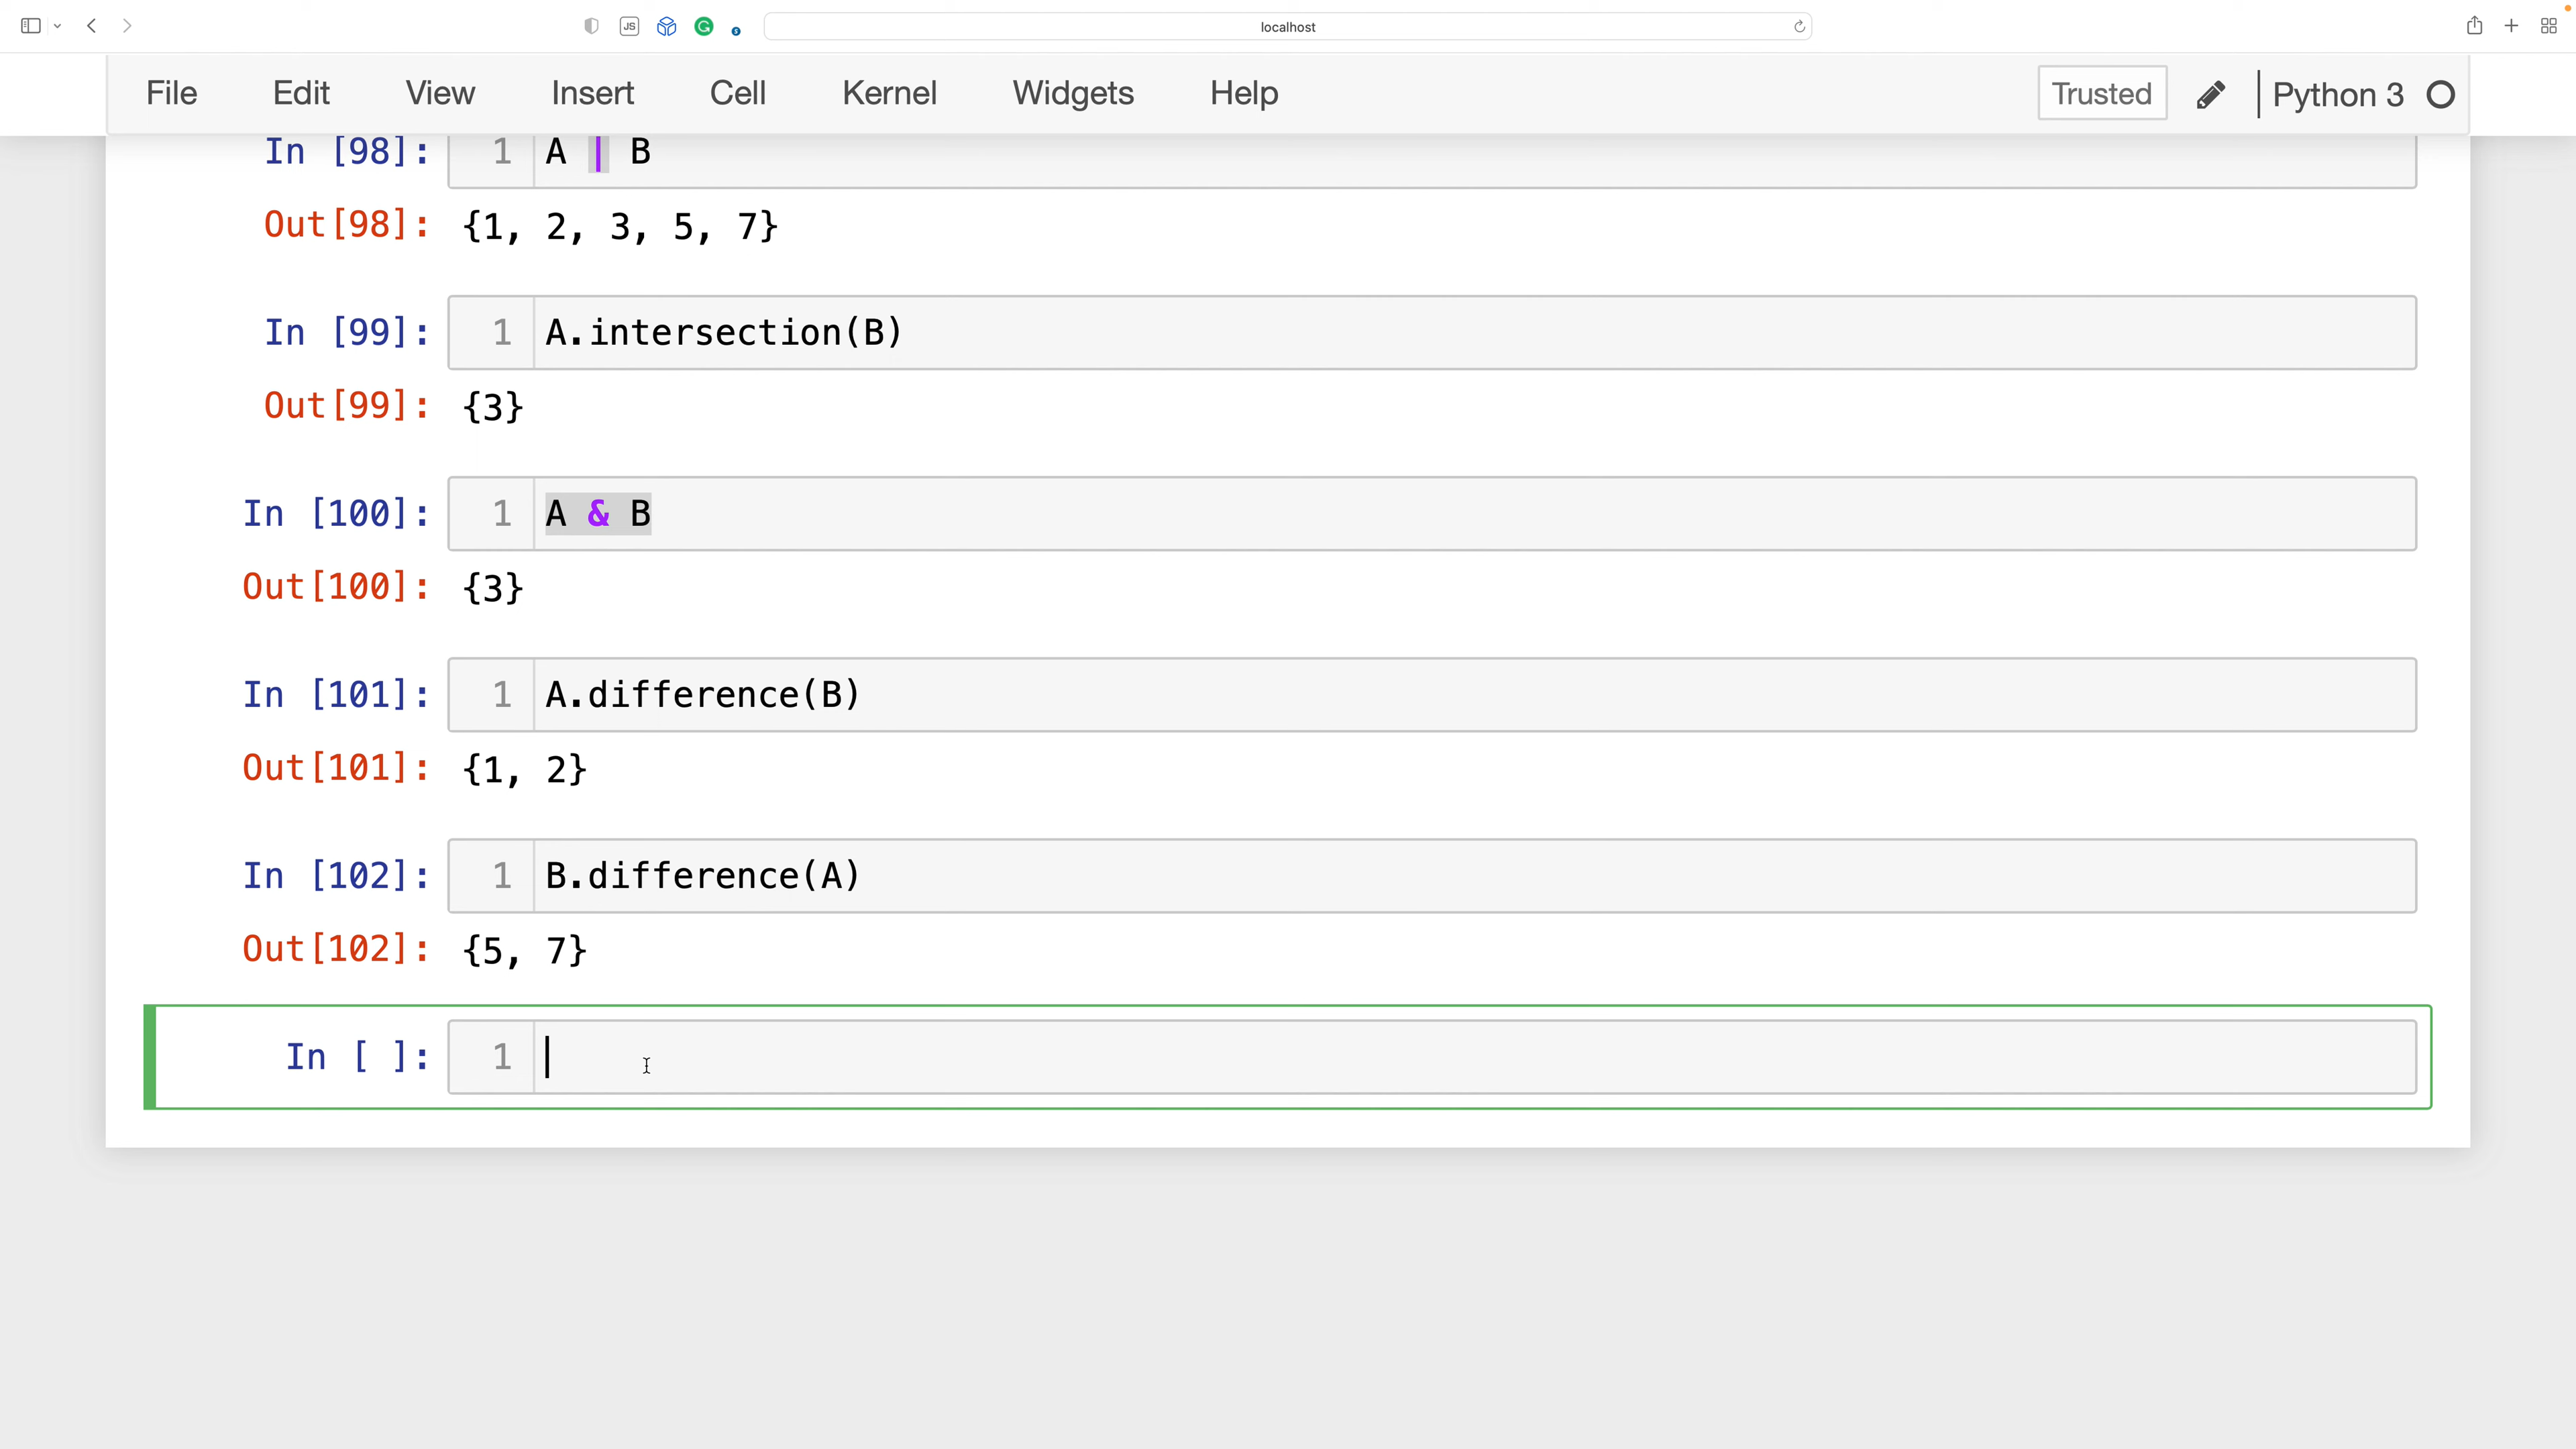 JS
G
localhost
File Edit View Insert Cell Kernel Widgets Help Trusted Python 3
In [98]: 1 A | B
Out[98]: {1, 2, 3, 5, 7}
In [99]: 1 A.intersection(B)
Out[99]: {3}
In [100]: 1 A & B
Out[100]: {3}
In [101]: 1 A.difference(B)
Out[101]: {1, 2}
In [102]: 1 B.difference(A)
Out[102]: {5, 7}
In [ ]: 1